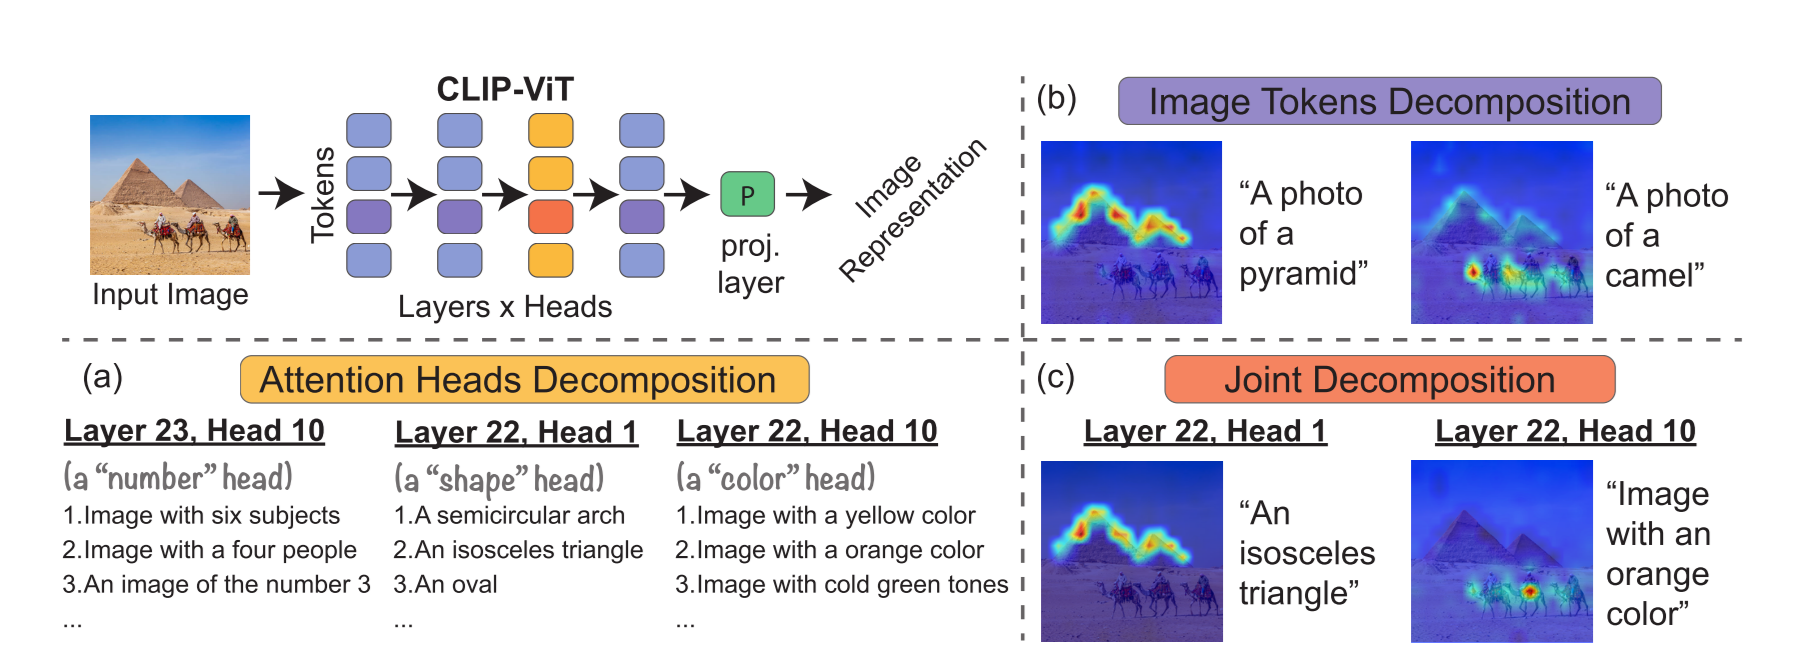 CLIP-ViT
Tokens
Input Image
Layers x Heads
P
proj.
layer
Image
Representation
(a) Attention Heads Decomposition
Layer 23, Head 10
(a “number” head)
1.Image with six subjects
2.Image with a four people
3.An image of the number 3
...
Layer 22, Head 1
(a “shape” head)
1.A semicircular arch
2.An isosceles triangle
3.An oval
...
Layer 22, Head 10
(a “color” head)
1.Image with a yellow color
2.Image with a orange color
3.Image with cold green tones
...
(b) Image Tokens Decomposition
“A photo
of a
pyramid”
“A photo
of a
camel”
(c) Joint Decomposition
Layer 22, Head 1
“An
isosceles
triangle”
Layer 22, Head 10
“Image
with an
orange
color”